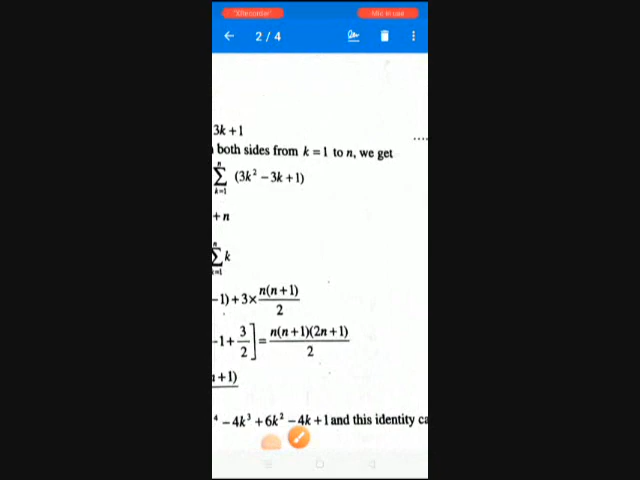 2 / 4
3k + 1
both sides from k = 1 to n, we get
n∑k=1 (3k² − 3k + 1)
+ n
n∑k=1 k
−1) + 3× n(n+1)/2
−1 + 3/2] = n(n+1)(2n+1)/2
+1)
⁴ − 4k³ + 6k² − 4k + 1 and this identity ca